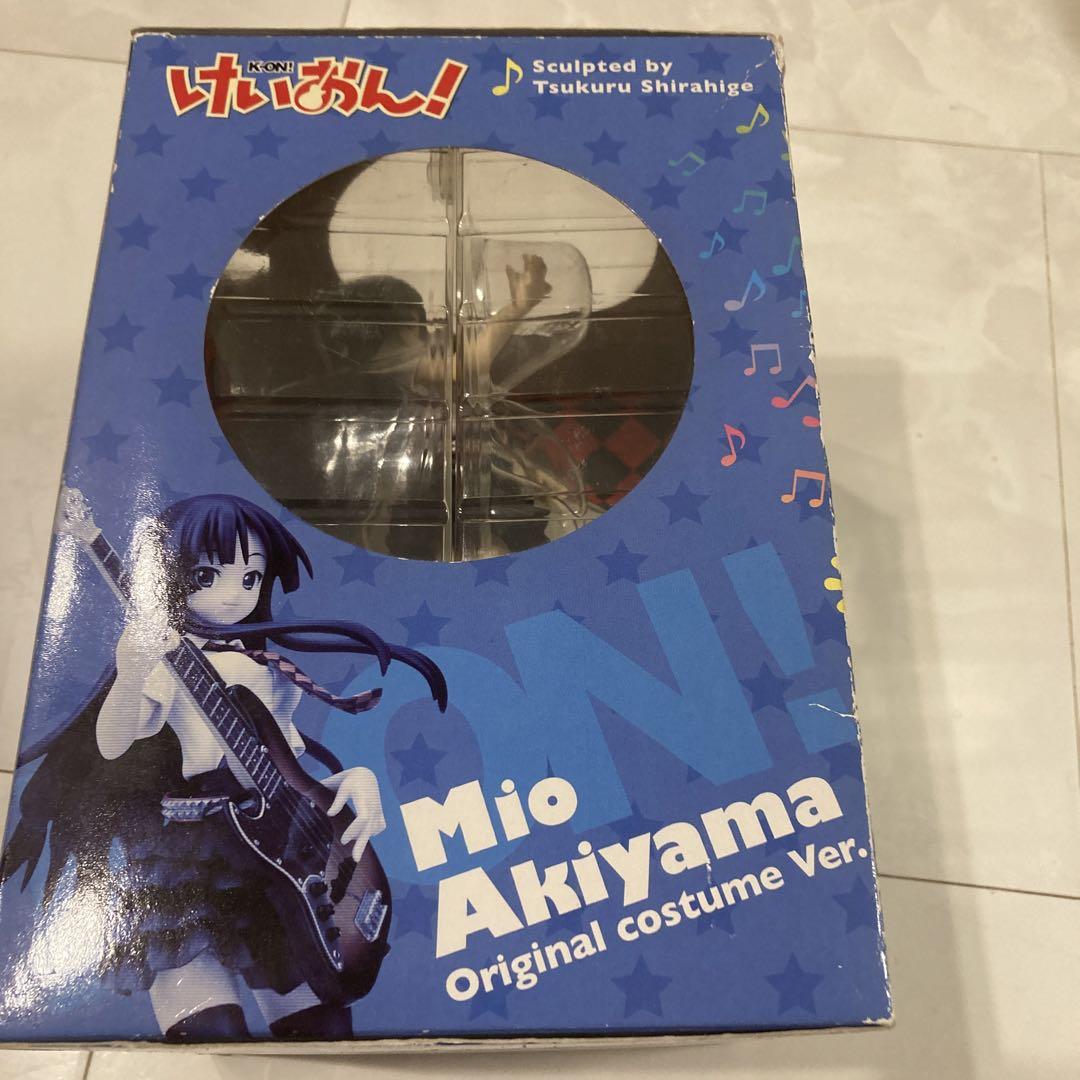 K-ON!
けいおん!
Sculpted by
Tsukuru Shirahige
ON!
Mio
Akiyama
Original costume Ver.